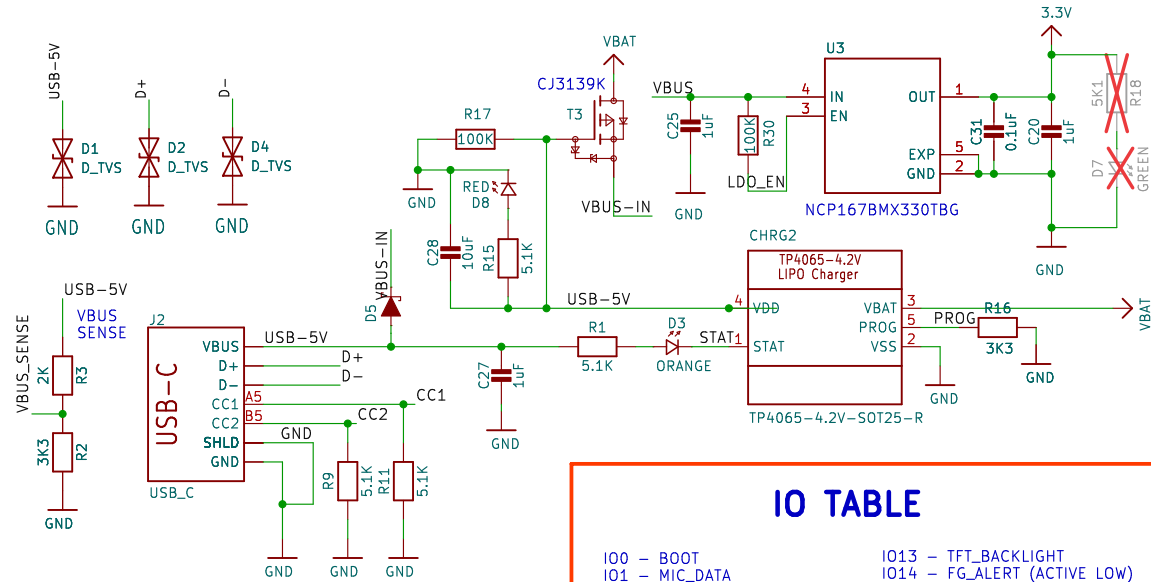 USB-5V
D+
D-
D1
D_TVS
D2
D_TVS
D4
D_TVS
GND
GND
GND
VBAT
CJ3139K
T3
R17
100K
GND
RED
D8
C28
10uF
R15
5.1K
VBUS-IN
VBUS
C25
1uF
GND
100K
R30
LDO_EN
U3
4 IN
3 EN
OUT 1
EXP 5
GND 2
NCP167BMX330TBG
C31
0.1uF
C20
1uF
3.3V
5K1
R18
D7
GREEN
GND
USB-5V
VBUS
SENSE
VBUS_SENSE
2K
R3
3K3
R2
GND
J2
USB-C
VBUS
D+
D-
CC1
CC2
SHLD
GND
A5
B5
USB_C
USB-5V
D+
D-
CC1
CC2
GND
VBUS-IN
D5
R9
5.1K
R11
5.1K
GND
GND
GND
C27
1uF
GND
USB-5V
R1
5.1K
D3
ORANGE
STAT
CHRG2
TP4065-4.2V
LIPO Charger
4 VDD
1 STAT
VBAT 3
PROG 5
VSS 2
TP4065-4.2V-SOT25-R
PROG
R16
3K3
GND
GND
VBAT
IO TABLE
IO0 - BOOT
IO1 - MIC_DATA
IO13 - TFT_BACKLIGHT
IO14 - FG_ALERT (ACTIVE LOW)